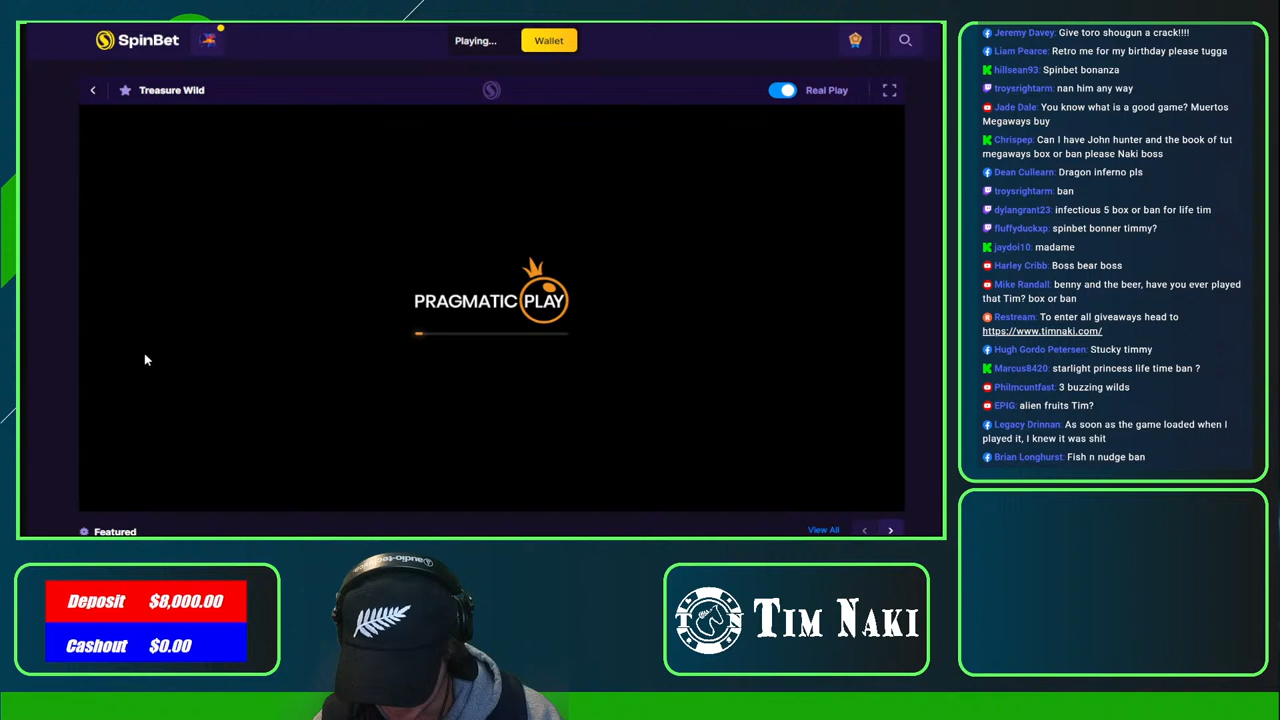 SpinBet
Playing...
Wallet
Treasure Wild
Real Play
PRAGMATIC PLAY
Featured
View All
Jeremy Davey: Give toro shougun a crack!!!!
Liam Pearce: Retro me for my birthday please tugga
hillsean93: Spinbet bonanza
troysrightarm: nan him any way
Jade Dale: You know what is a good game? Muertos
Megaways buy
Chrispep: Can I have John hunter and the book of tut
megaways box or ban please Naki boss
Dean Cullearn: Dragon inferno pls
troysrightarm: ban
dylangrant23: infectious 5 box or ban for life tim
fluffyduckxp: spinbet bonner timmy?
jaydoi10: madame
Harley Cribb: Boss bear boss
Mike Randall: benny and the beer, have you ever played
that Tim? box or ban
Restream: To enter all giveaways head to
https://www.timnaki.com/
Hugh Gordo Petersen: Stucky timmy
Marcus8420: starlight princess life time ban ?
Philmcuntfast: 3 buzzing wilds
EPIG: alien fruits Tim?
Legacy Drinnan: As soon as the game loaded when I
played it, I knew it was shit
Brian Longhurst: Fish n nudge ban
Deposit $8,000.00
Cashout $0.00
audio-technica
TIM NAKI